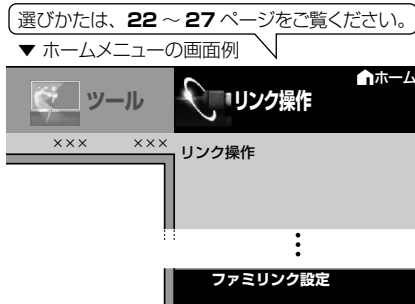 選びかたは、22～27ページをご覧ください。
▼ ホームメニューの画面例
ホーム
ツール リンク操作
××× ×××
リンク操作
ファミリンク設定